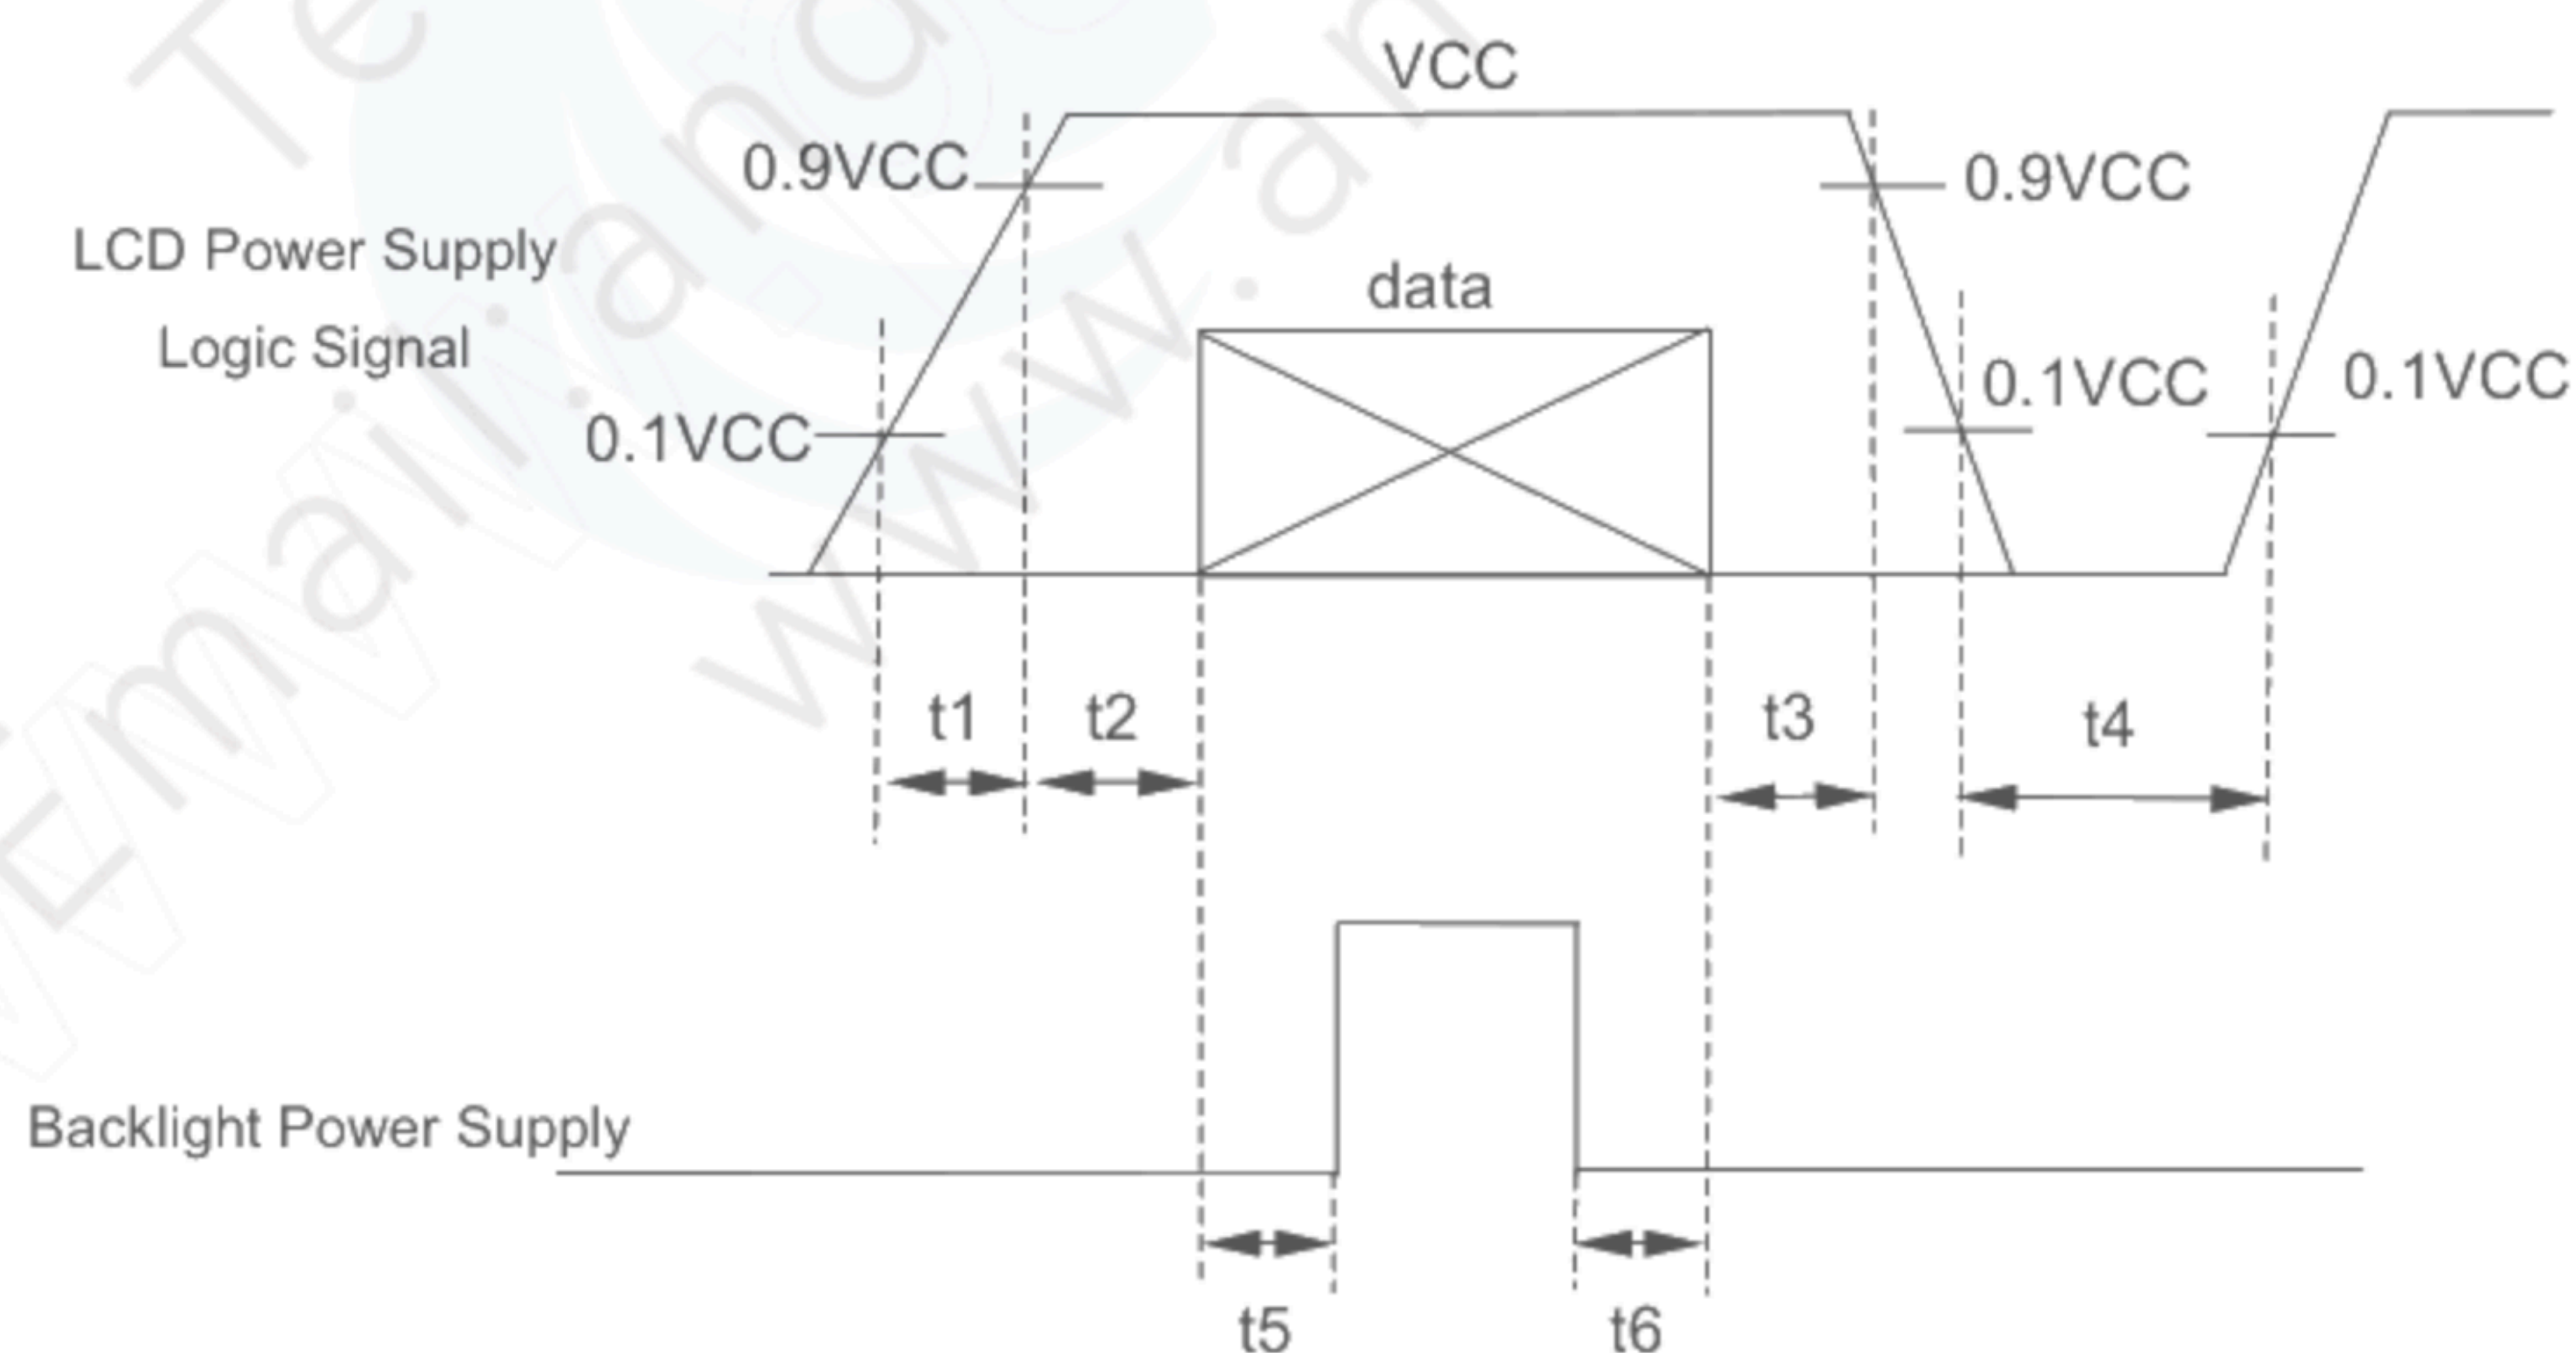 VCC
0.9VCC
0.9VCC
LCD Power Supply
data
Logic Signal
0.1VCC
0.1VCC
0.1VCC
t1
t2
t3
t4
Backlight Power Supply
t5
t6